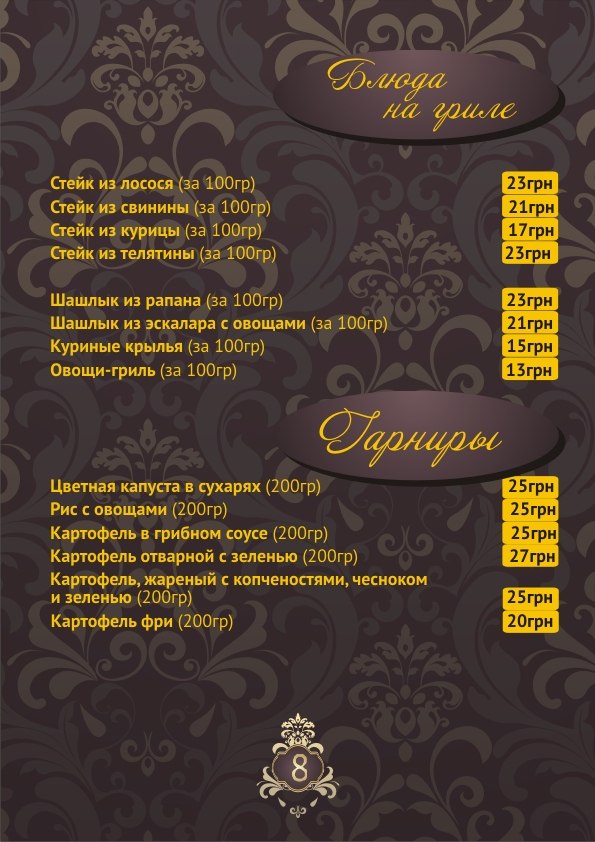 Блюда
на гриле
Стейк из лосося (за 100гр) 23грн
Стейк из свинины (за 100гр) 21грн
Стейк из курицы (за 100гр) 17грн
Стейк из телятины (за 100гр) 23грн
Шашлык из рапана (за 100гр) 23грн
Шашлык из эскалара с овощами (за 100гр) 21грн
Куриные крылья (за 100гр) 15грн
Овощи-гриль (за 100гр) 13грн
Гарниры
Цветная капуста в сухарях (200гр) 25грн
Рис с овощами (200гр) 25грн
Картофель в грибном соусе (200гр) 25грн
Картофель отварной с зеленью (200гр) 27грн
Картофель, жареный с копченостями, чесноком
и зеленью (200гр) 25грн
Картофель фри (200гр) 20грн
8